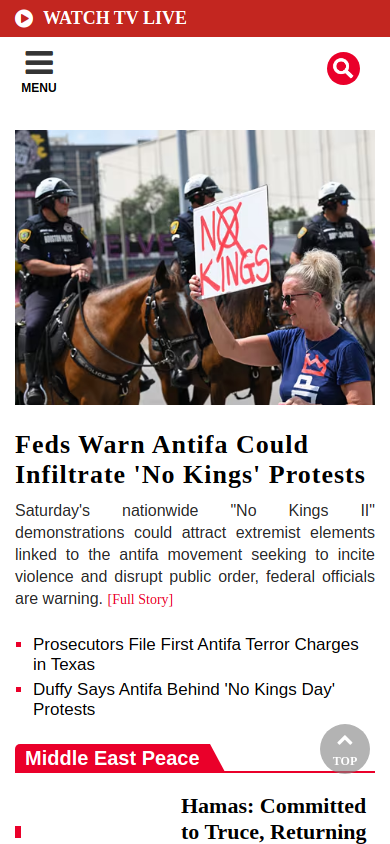 WATCH TV LIVE
MENU
NO
KINGS
HOUSTON POLICE
Feds Warn Antifa Could
Infiltrate 'No Kings' Protests
Saturday's nationwide "No Kings II"
demonstrations could attract extremist elements
linked to the antifa movement seeking to incite
violence and disrupt public order, federal officials
are warning. [Full Story]
Prosecutors File First Antifa Terror Charges
in Texas
Duffy Says Antifa Behind 'No Kings Day'
Protests
TOP
Middle East Peace
Hamas: Committed
to Truce, Returning